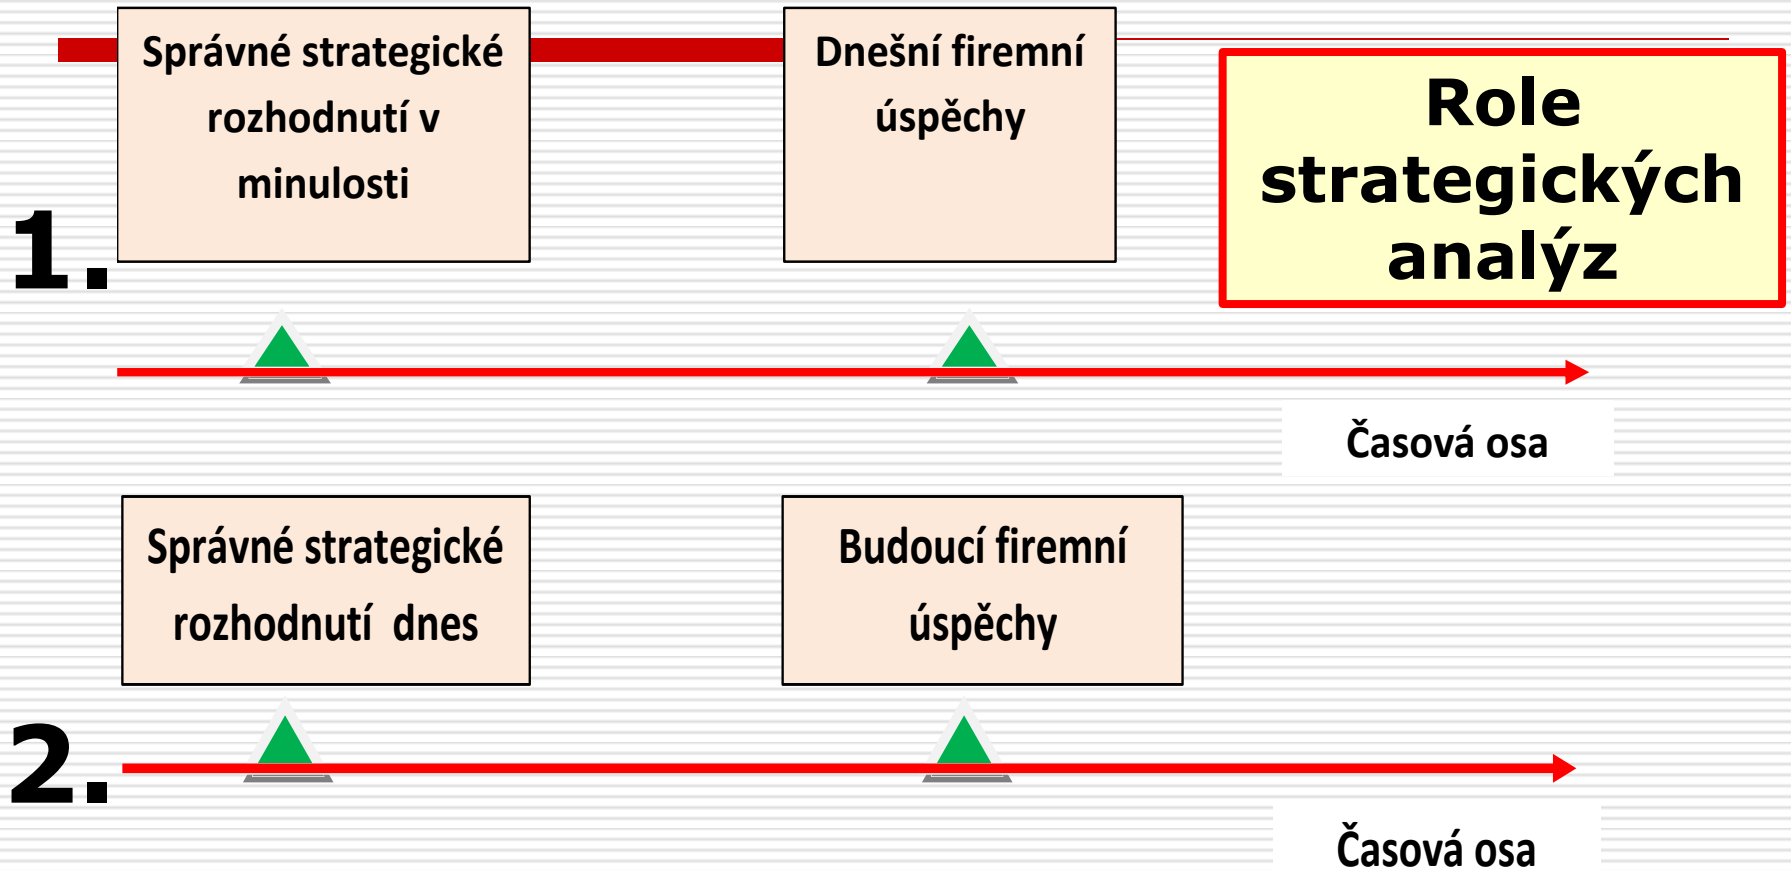 Správné strategické
rozhodnutí v
minulosti
Dnešní firemní
úspěchy
Role
strategických
analýz
1.
Časová osa
Správné strategické
rozhodnutí  dnes
Budoucí firemní
úspěchy
2.
Časová osa